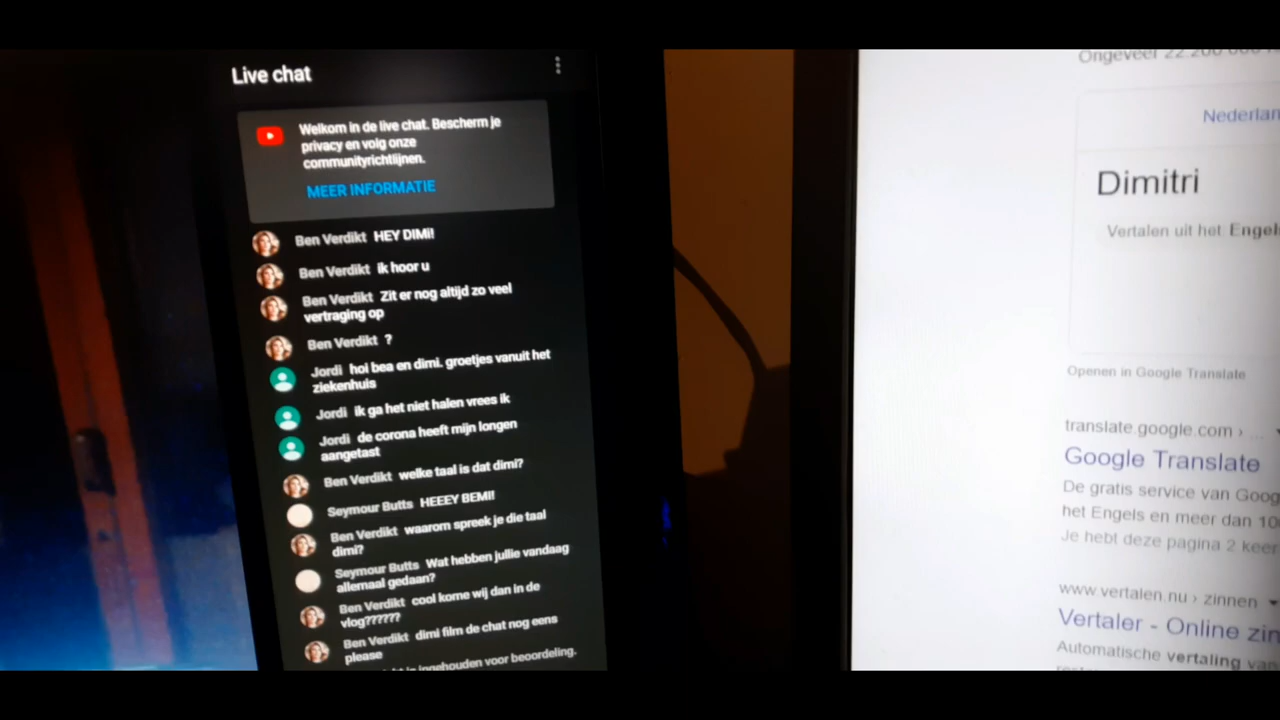 Live chat
Welkom in de live chat. Bescherm je
privacy en volg onze
communityrichtlijnen.
MEER INFORMATIE
Ben Verdikt HEY DIMI!
Ben Verdikt ik hoor u
Ben Verdikt Zit er nog altijd zo veel
vertraging op
Ben Verdikt ?
Jordi hoi bea en dimi. groetjes vanuit het
ziekenhuis
Jordi ik ga het niet halen vrees ik
Jordi de corona heeft mijn longen
aangetast
Ben Verdikt welke taal is dat dimi?
Seymour Butts HEEEY BEMI!
Ben Verdikt waarom spreek je die taal
dimi?
Seymour Butts Wat hebben jullie vandaag
allemaal gedaan?
Ben Verdikt cool kome wij dan in de
vlog??????
Ben Verdikt dimi film de chat nog eens
please
ingehouden voor beoordeling.
Ongeveer 22.200.000
Nederlan
Dimitri
Vertalen uit het Engels
Openen in Google Translate
translate.google.com › ...
Google Translate
De gratis service van Goog
het Engels en meer dan 10
Je hebt deze pagina 2 keer
www.vertalen.nu › zinnen
Vertaler - Online zin
Automatische vertaling van